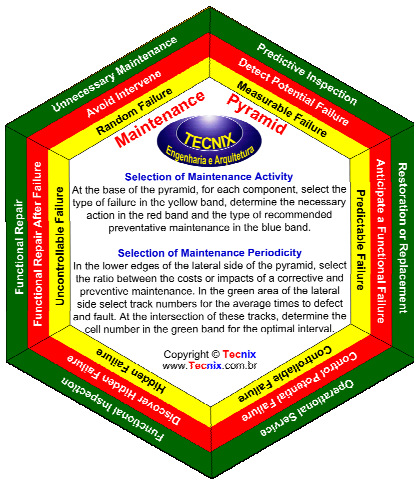 Unnecessary Maintenance
Avoid Intervene
Random Failure
Predictive Inspection
Detect Potential Failure
Measurable Failure
Maintenance Pyramid
TECNIX
Engenharia e Arquitetura
Selection of Maintenance Activity
At the base of the pyramid, for each component, select the
type of failure in the yellow band, determine the necessary
action in the red band and the type of recommended
preventative maintenance in the blue band.
Selection of Maintenance Periodicity
In the lower edges of the lateral side of the pyramid, select
the ratio between the costs or impacts of a corrective and
preventive maintenance. In the green area of the lateral
side select track numbers for the average times to defect
and fault. At the intersection of these tracks, determine the
cell number in the green band for the optimal interval.
Copyright © Tecnix
www.Tecnix.com.br
Functional Repair
Functional Repair After Failure
Uncontrollable Failure
Predictable Failure
Anticipate a Functional Failure
Restoration or Replacement
Hidden Failure
Discover Hidden Failure
Functional Inspection
Controllable Failure
Control Potential Failure
Operational Service